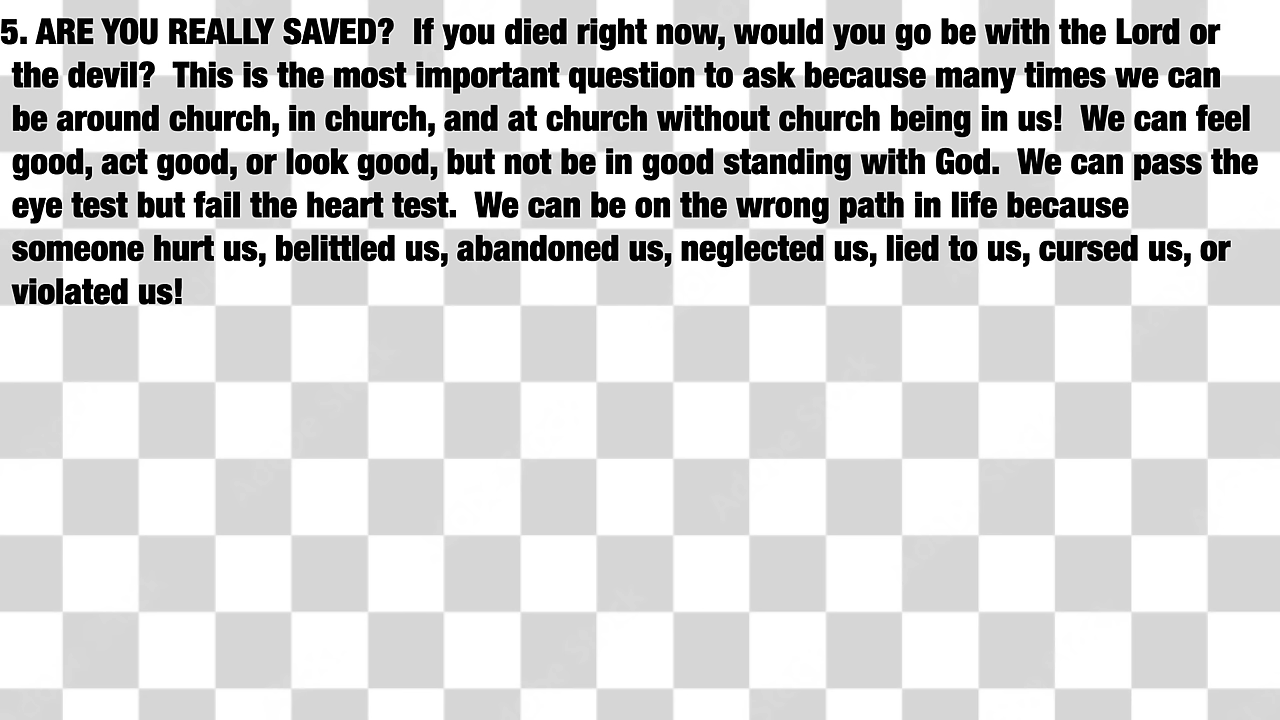 5. ARE YOU REALLY SAVED?  If you died right now, would you go be with the Lord or
the devil?  This is the most important question to ask because many times we can
be around church, in church, and at church without church being in us!  We can feel
good, act good, or look good, but not be in good standing with God.  We can pass the
eye test but fail the heart test.  We can be on the wrong path in life because
someone hurt us, belittled us, abandoned us, neglected us, lied to us, cursed us, or
violated us!